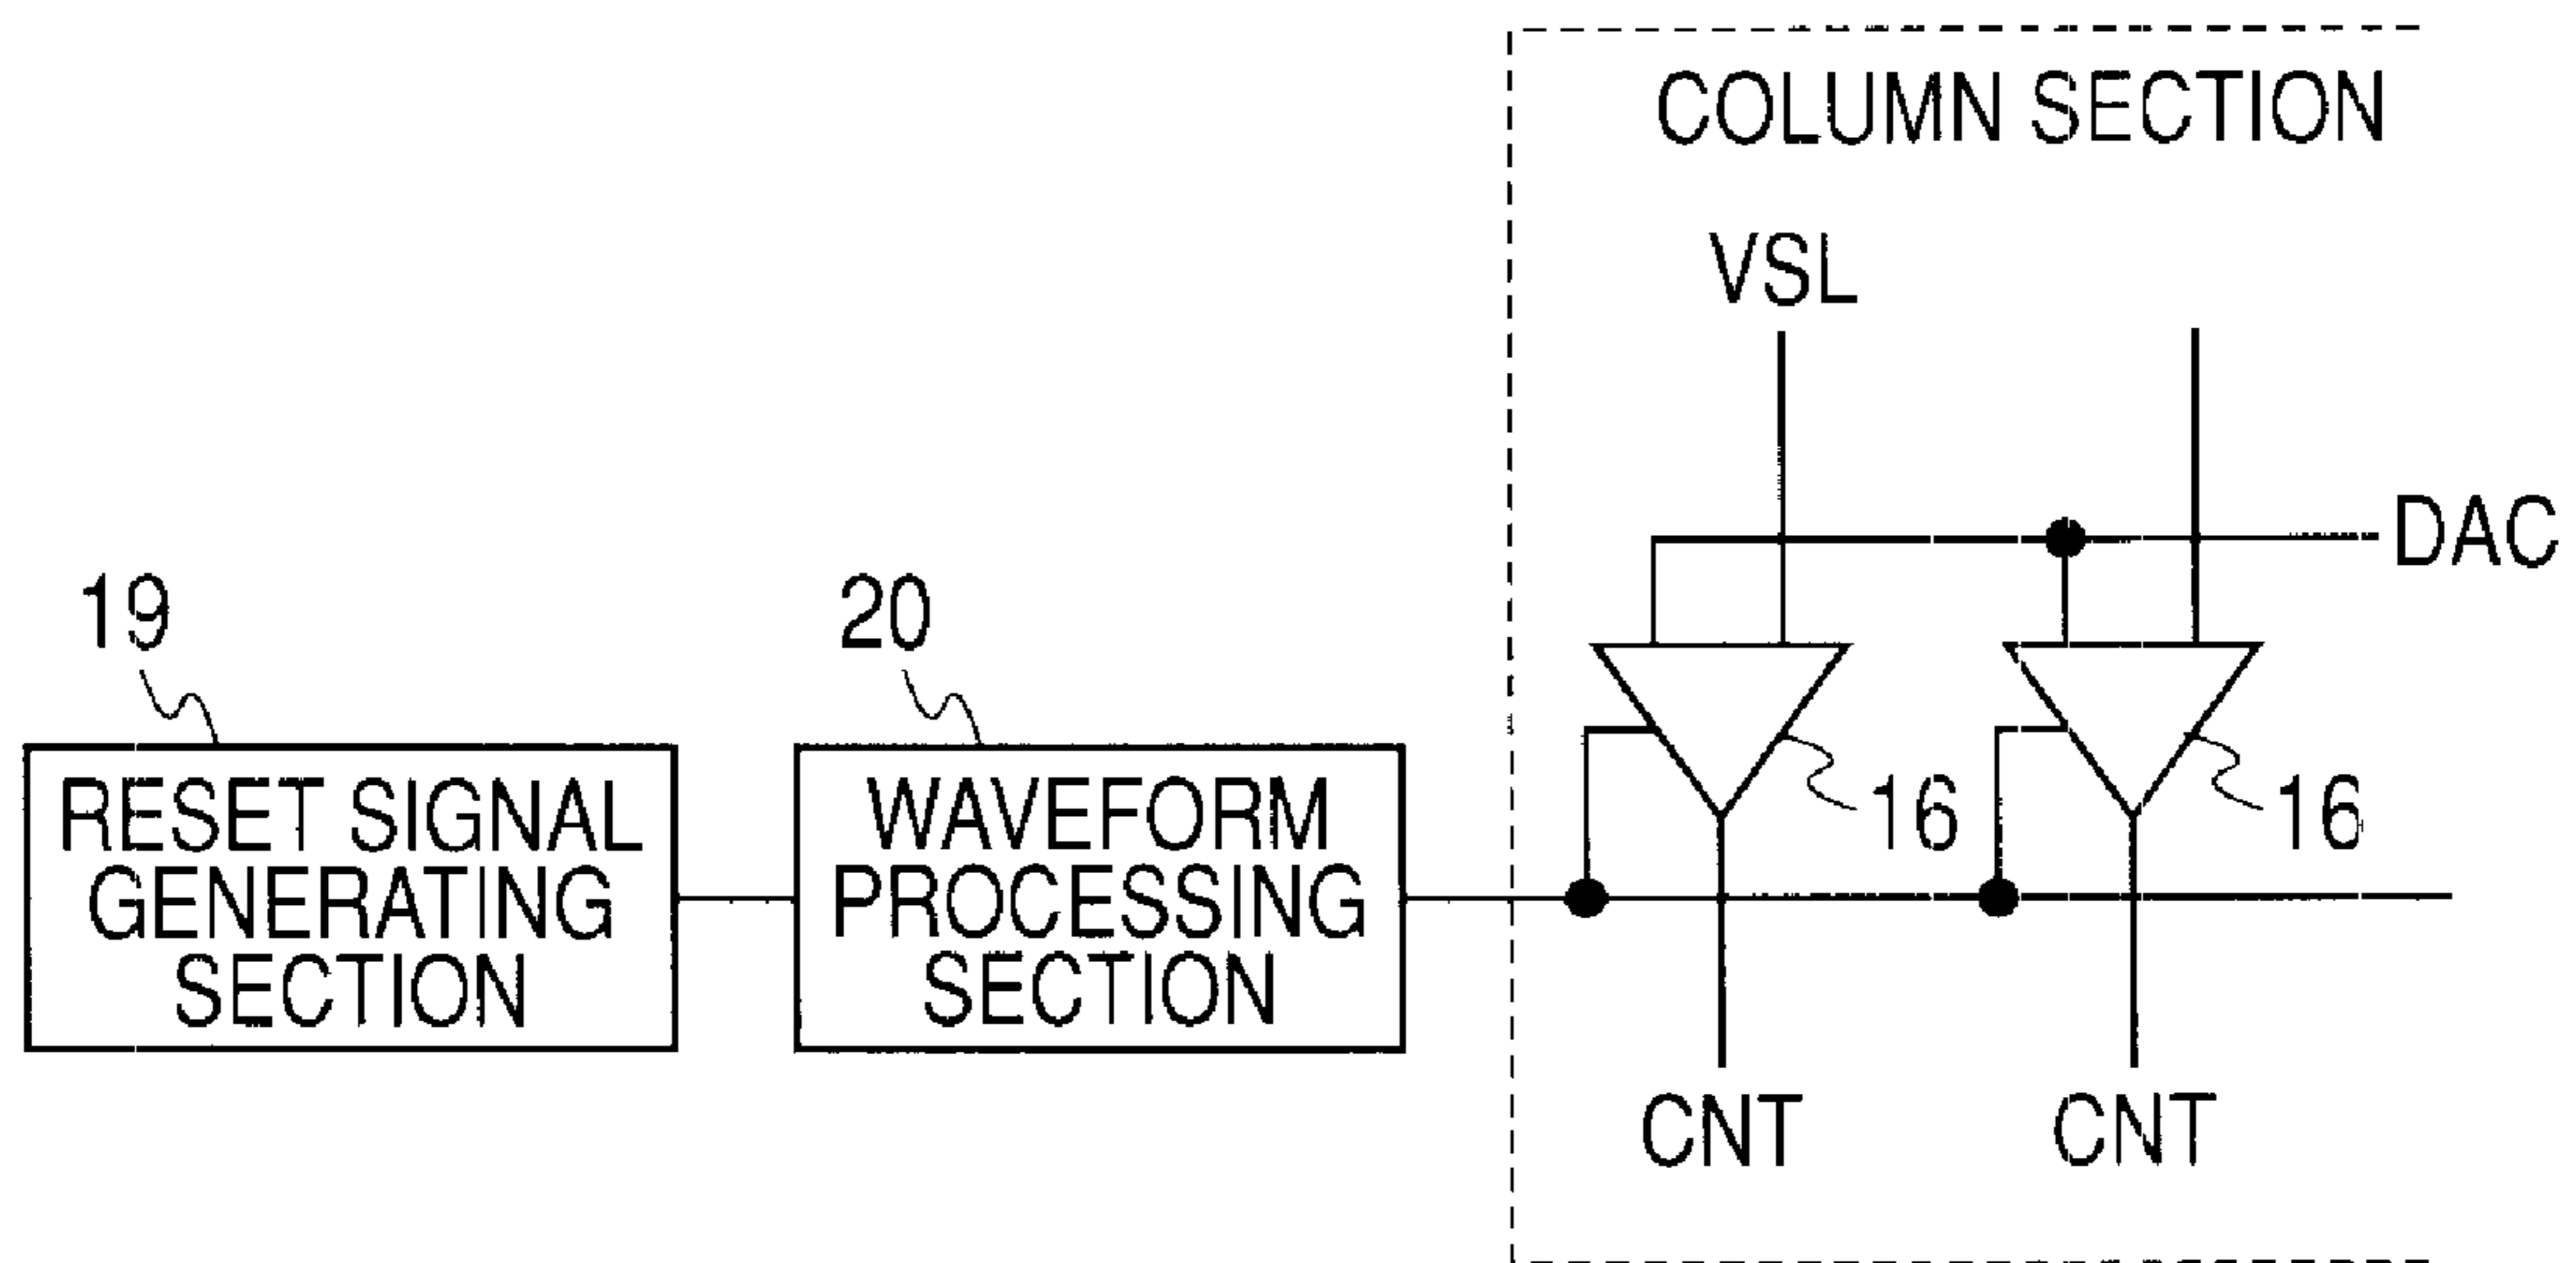 COLUMN SECTION
VSL
DAC
19
20
RESET SIGNAL
GENERATING
SECTION
WAVEFORM
PROCESSING
SECTION
16
16
CNT
CNT